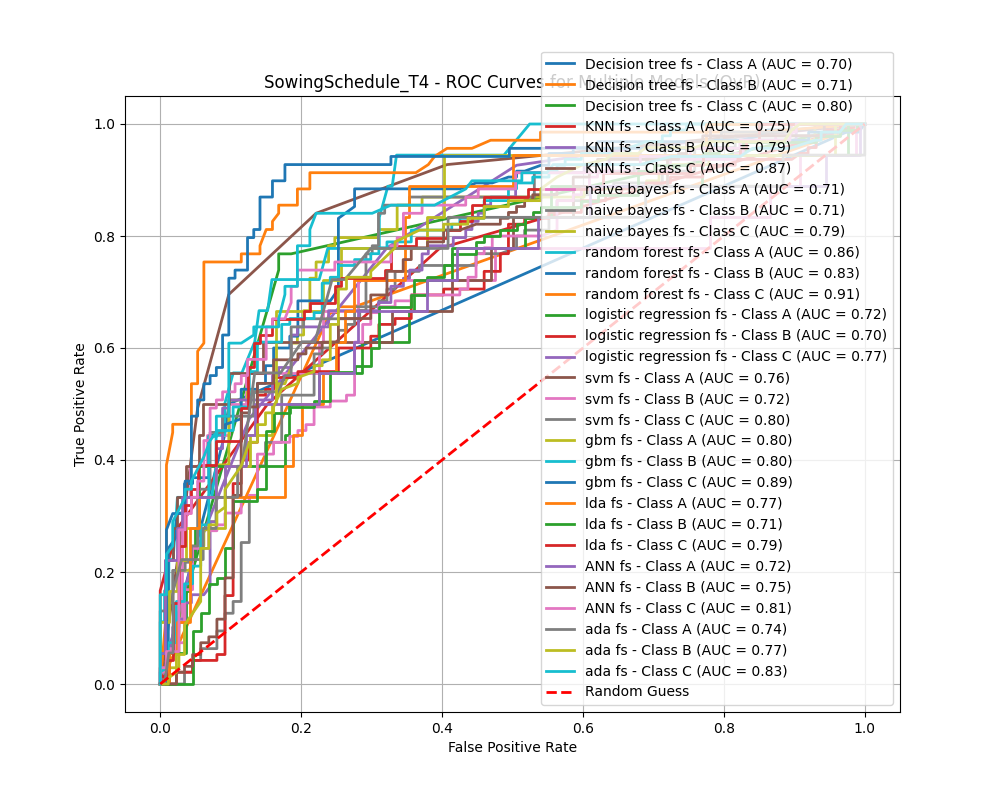 SowingSchedule_T4 - ROC Curves for Multiple Models (OvR)
Decision tree fs - Class A (AUC = 0.70)
Decision tree fs - Class B (AUC = 0.71)
Decision tree fs - Class C (AUC = 0.80)
KNN fs - Class A (AUC = 0.75)
KNN fs - Class B (AUC = 0.79)
KNN fs - Class C (AUC = 0.87)
naive bayes fs - Class A (AUC = 0.71)
naive bayes fs - Class B (AUC = 0.71)
naive bayes fs - Class C (AUC = 0.79)
random forest fs - Class A (AUC = 0.86)
random forest fs - Class B (AUC = 0.83)
random forest fs - Class C (AUC = 0.91)
logistic regression fs - Class A (AUC = 0.72)
logistic regression fs - Class B (AUC = 0.70)
logistic regression fs - Class C (AUC = 0.77)
svm fs - Class A (AUC = 0.76)
svm fs - Class B (AUC = 0.72)
svm fs - Class C (AUC = 0.80)
gbm fs - Class A (AUC = 0.80)
gbm fs - Class B (AUC = 0.80)
gbm fs - Class C (AUC = 0.89)
lda fs - Class A (AUC = 0.77)
lda fs - Class B (AUC = 0.71)
lda fs - Class C (AUC = 0.79)
ANN fs - Class A (AUC = 0.72)
ANN fs - Class B (AUC = 0.75)
ANN fs - Class C (AUC = 0.81)
ada fs - Class A (AUC = 0.74)
ada fs - Class B (AUC = 0.77)
ada fs - Class C (AUC = 0.83)
Random Guess
True Positive Rate
1.0
0.8
0.6
0.4
0.2
0.0
0.0 0.2 0.4 0.6 0.8 1.0
False Positive Rate